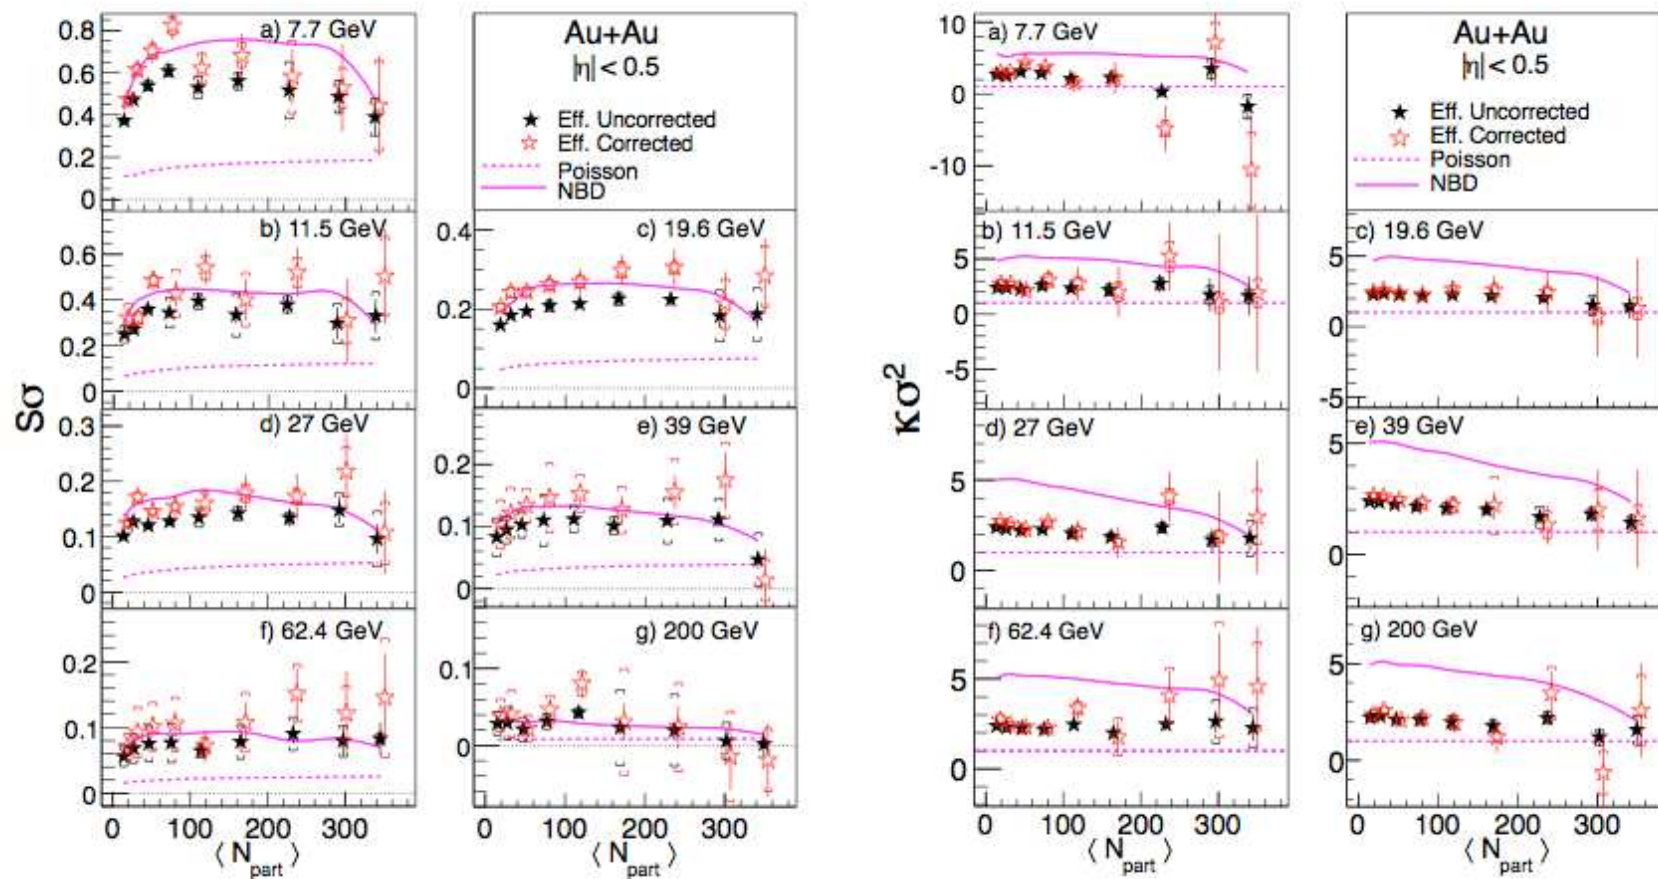 a) 7.7 GeV
0.8
0.6
0.4
0.2
0
Au+Au
|η| < 0.5
Eff. Uncorrected
Eff. Corrected
Poisson
NBD
b) 11.5 GeV
0.6
0.4
0.2
0
c) 19.6 GeV
0.4
0.2
0
Sσ
d) 27 GeV
0.3
0.2
0.1
0
e) 39 GeV
0.2
0.1
0
f) 62.4 GeV
0.2
0.1
0
g) 200 GeV
0.1
0
0 100 200 300
0 100 200 300
⟨ N_part ⟩
⟨ N_part ⟩
a) 7.7 GeV
10
0
-10
Au+Au
|η| < 0.5
Eff. Uncorrected
Eff. Corrected
Poisson
NBD
b) 11.5 GeV
5
0
-5
c) 19.6 GeV
5
0
-5
κσ²
d) 27 GeV
5
0
e) 39 GeV
5
0
f) 62.4 GeV
5
0
g) 200 GeV
5
0
0 100 200 300
0 100 200 300
⟨ N_part ⟩
⟨ N_part ⟩